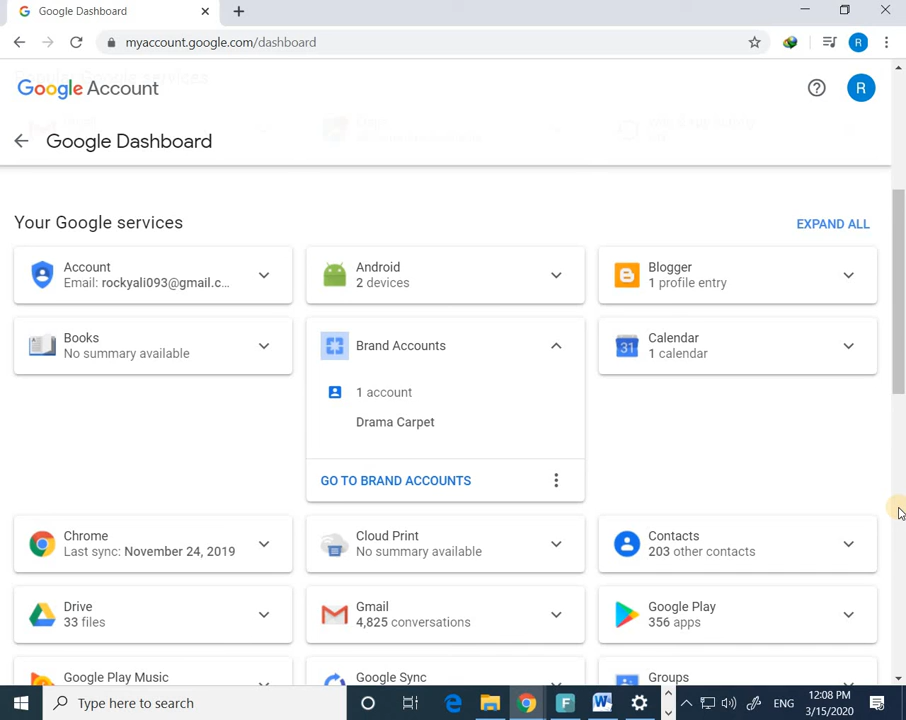 Google Dashboard
myaccount.google.com/dashboard
R
Google Account
R
Google Dashboard
Your Google services
EXPAND ALL
Account
Email: rockyali093@gmail.c...
Android
2 devices
Blogger
1 profile entry
Books
No summary available
Brand Accounts
1 account
Drama Carpet
GO TO BRAND ACCOUNTS
31
Calendar
1 calendar
Chrome
Last sync: November 24, 2019
Cloud Print
No summary available
Contacts
203 other contacts
Drive
33 files
Gmail
4,825 conversations
Google Play
356 apps
Google Play Music
Google Sync
Groups
Type here to search
ENG
12:08 PM
3/15/2020